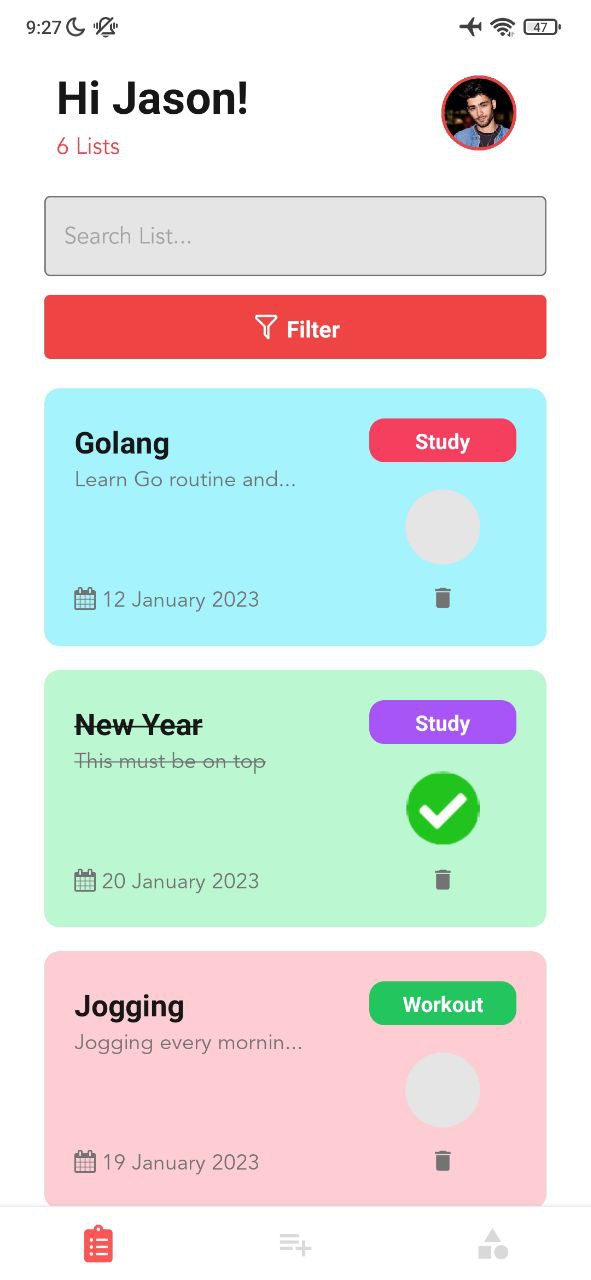 9:27
47
Hi Jason!
6 Lists
Search List...
Filter
Golang
Study
Learn Go routine and...
12 January 2023
New Year
Study
This must be on top
20 January 2023
Jogging
Workout
Jogging every mornin...
19 January 2023